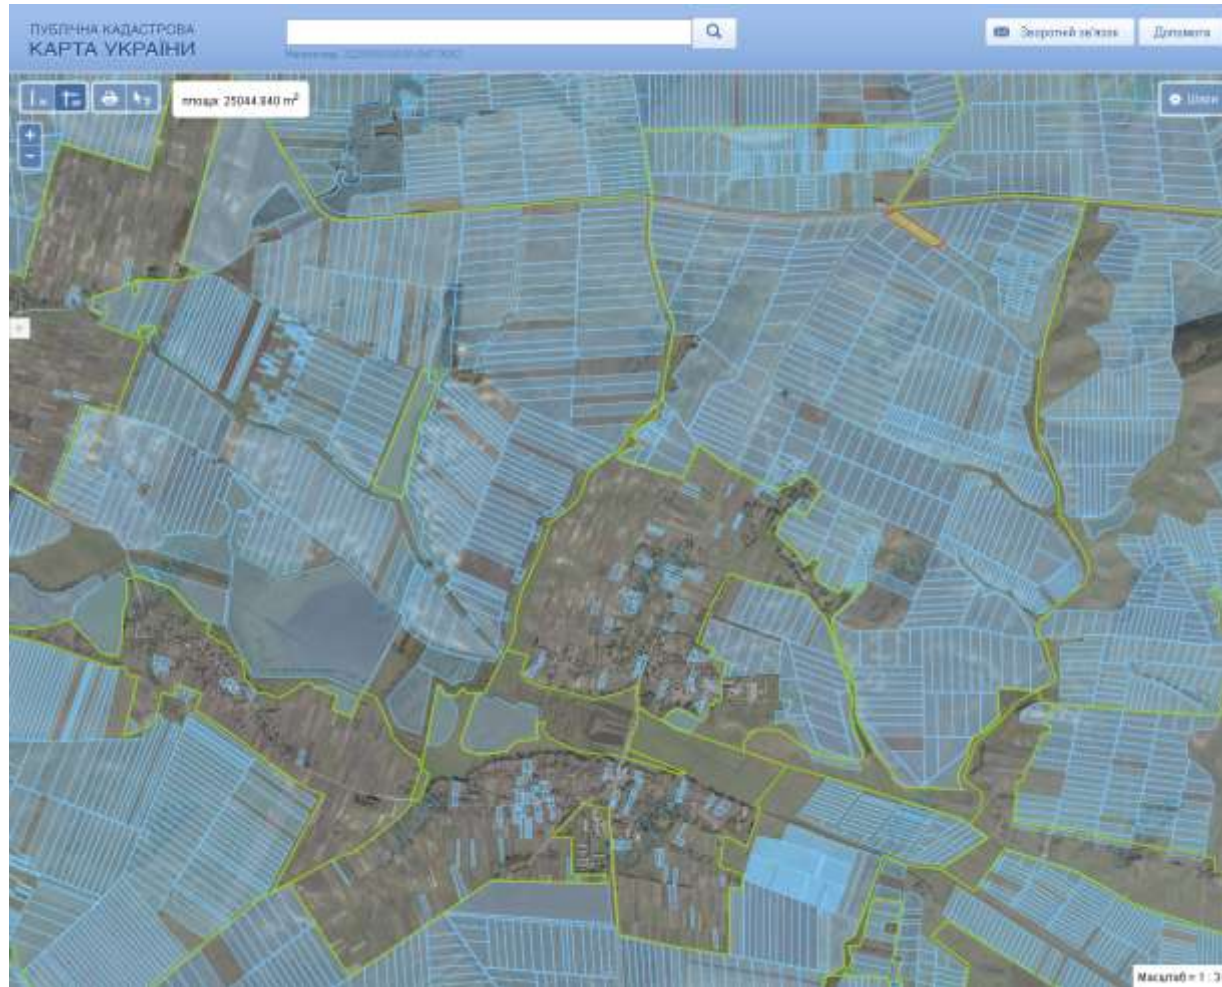 ПУБЛІЧНА КАДАСТРОВА
КАРТА УКРАЇНИ
Зворотній зв'язок
Допомога
площа: 25044.840 m²
Шари
+
-
Масштаб = 1 : 3